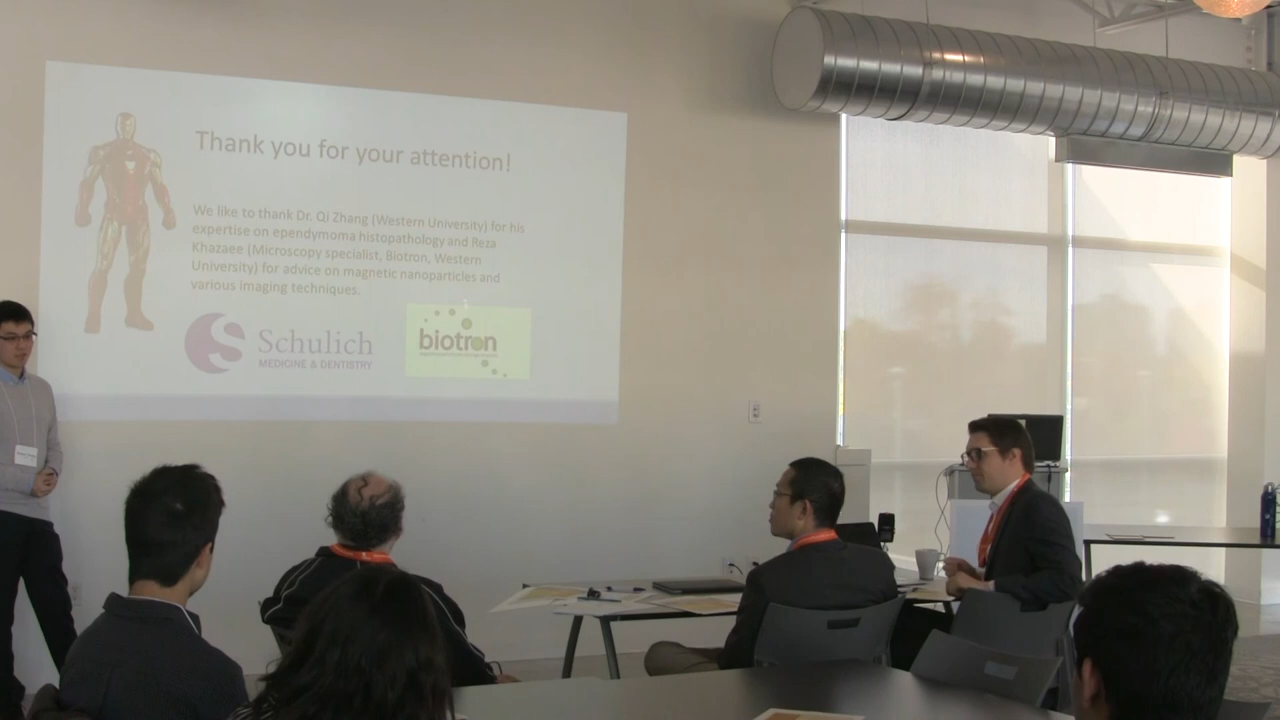 Thank you for your attention!
We like to thank Dr. Qi Zhang (Western University) for his
expertise on ependymoma histopathology and Reza
Khazaee (Microscopy specialist, Biotron, Western
University) for advice on magnetic nanoparticles and
various imaging techniques.
Schulich
MEDICINE & DENTISTRY
biotron